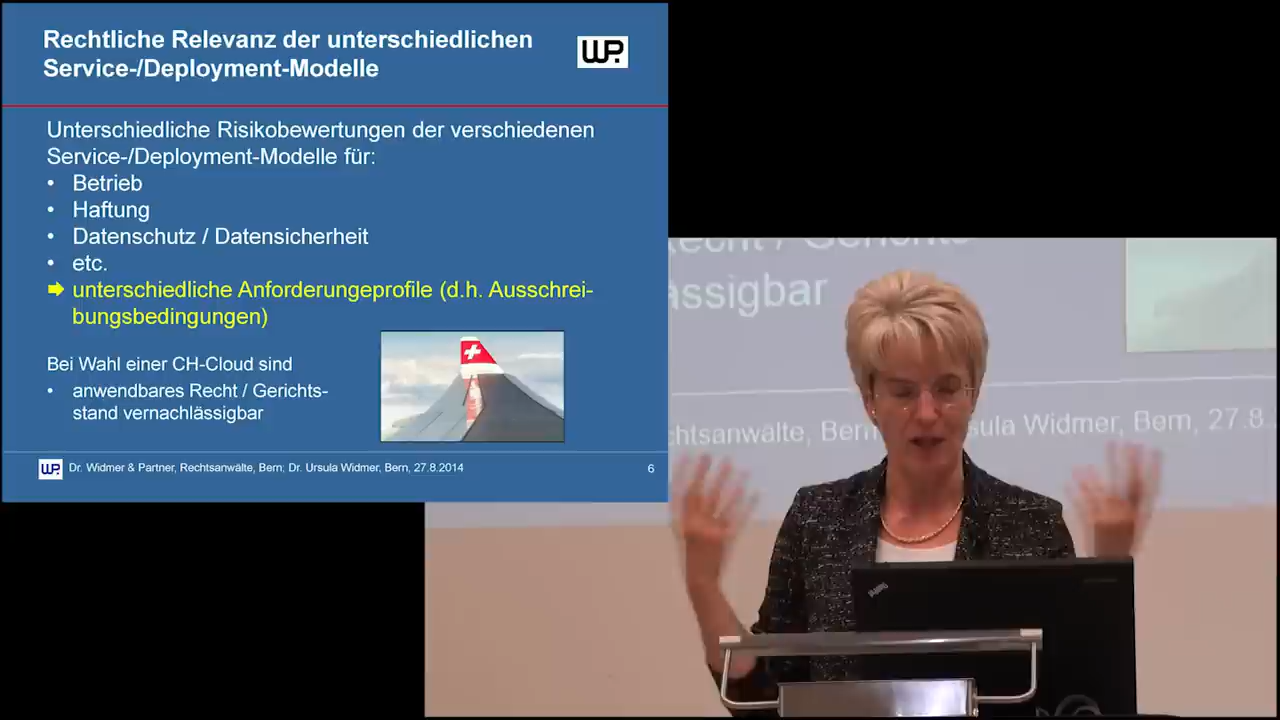 Rechtliche Relevanz der unterschiedlichen
Service-/Deployment-Modelle
WP.
Unterschiedliche Risikobewertungen der verschiedenen
Service-/Deployment-Modelle für:
• Betrieb
• Haftung
• Datenschutz / Datensicherheit
• etc.
➨ unterschiedliche Anforderungeprofile (d.h. Ausschrei-
bungsbedingungen)
Bei Wahl einer CH-Cloud sind
• anwendbares Recht / Gerichts-
stand vernachlässigbar
WP. Dr. Widmer & Partner, Rechtsanwälte, Bern; Dr. Ursula Widmer, Bern, 27.8.2014
6
Recht / Gerichts
ässigbar
chtsanwälte, Bern
sula Widmer, Bern, 27.8.